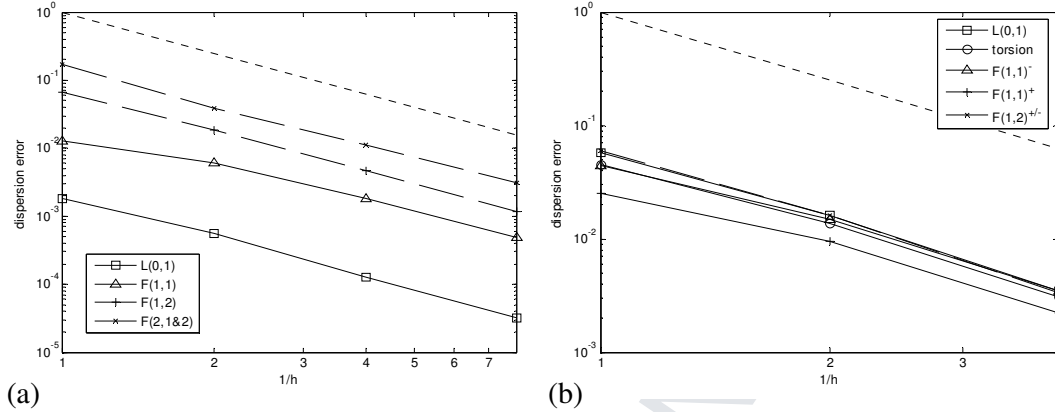 10^0
10^-1
10^-2
10^-3
10^-4
10^-5
dispersion error
1 2 3 4 5 6 7
1/h
L(0,1)
F(1,1)
F(1,2)
F(2,1&2)
(a)
10^0
10^-1
10^-2
10^-3
dispersion error
1 2 3
1/h
L(0,1)
torsion
F(1,1)^-
F(1,1)^+
F(1,2)^+/-
(b)